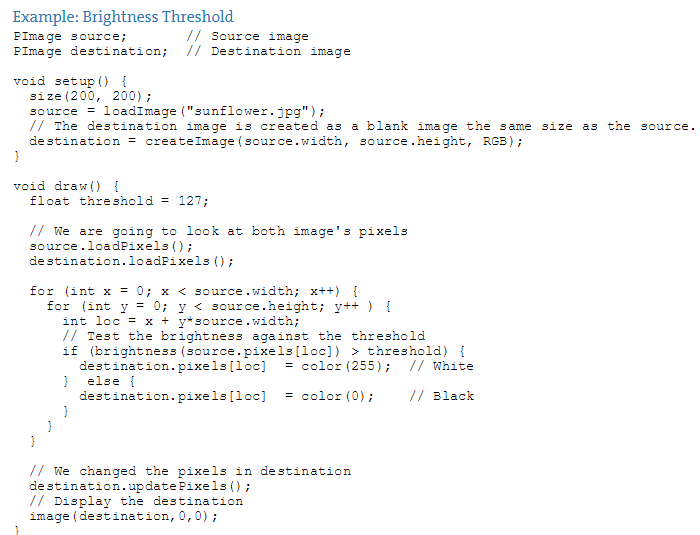 Example: Brightness Threshold
PImage source;       // Source image
PImage destination;  // Destination image

void setup() {
  size(200, 200);
  source = loadImage("sunflower.jpg");
  // The destination image is created as a blank image the same size as the source.
  destination = createImage(source.width, source.height, RGB);
}

void draw() {
  float threshold = 127;

  // We are going to look at both image's pixels
  source.loadPixels();
  destination.loadPixels();

  for (int x = 0; x < source.width; x++) {
    for (int y = 0; y < source.height; y++ ) {
      int loc = x + y*source.width;
      // Test the brightness against the threshold
      if (brightness(source.pixels[loc]) > threshold) {
        destination.pixels[loc]  = color(255);  // White
      }  else {
        destination.pixels[loc]  = color(0);    // Black
      }
    }
  }

  // We changed the pixels in destination
  destination.updatePixels();
  // Display the destination
  image(destination,0,0);
}